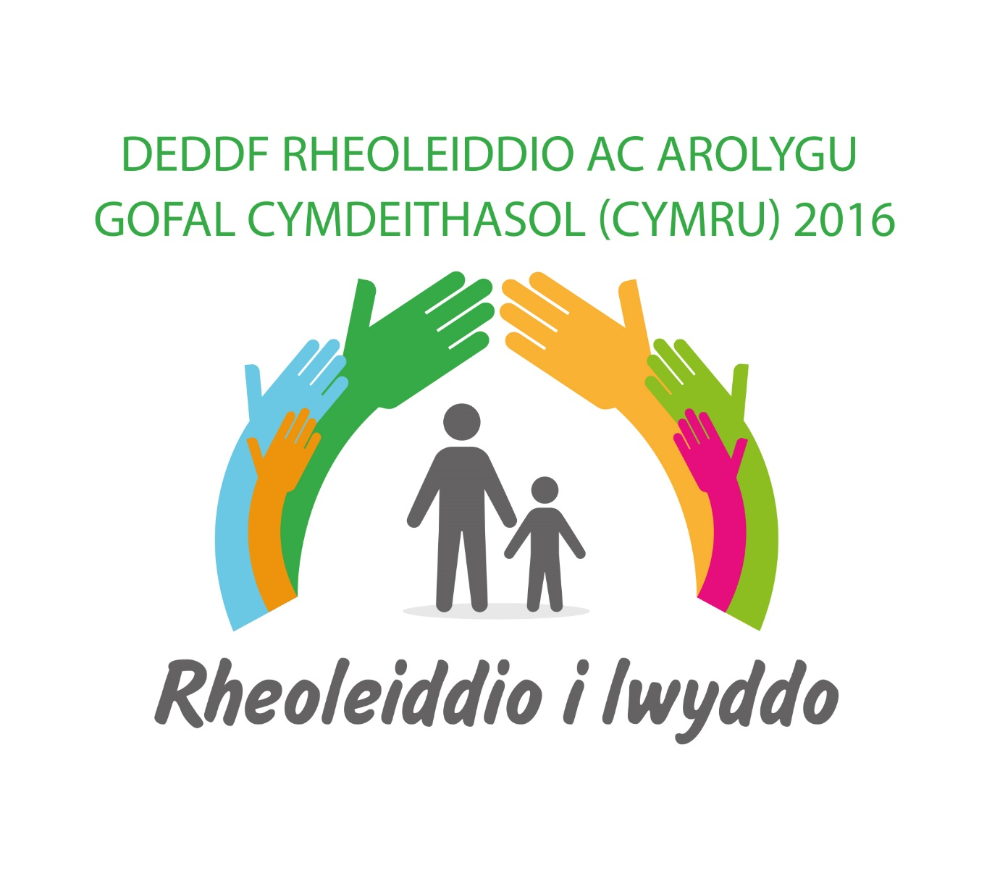 DEDDF RHEOLEIDDIO AC AROLYGU
GOFAL CYMDEITHASOL (CYMRU) 2016
Rheoleiddio i lwyddo